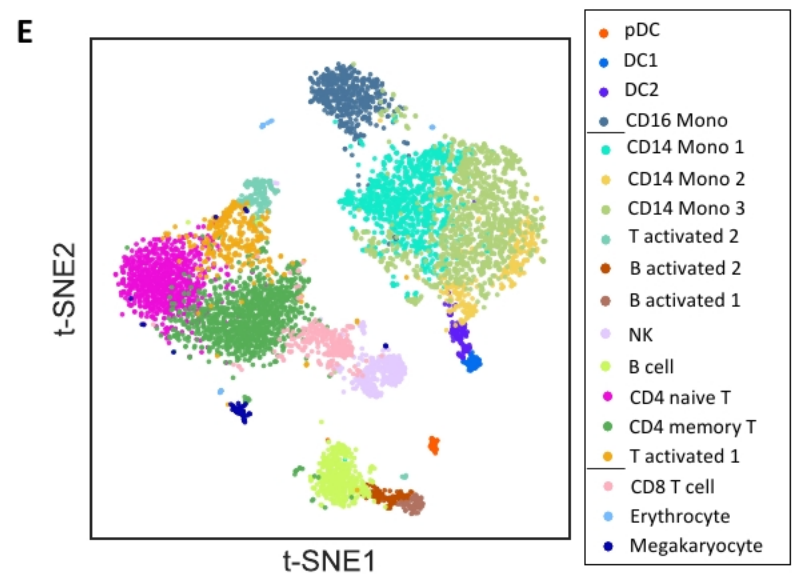 E
pDC
DC1
DC2
CD16 Mono
CD14 Mono 1
CD14 Mono 2
CD14 Mono 3
T activated 2
B activated 2
B activated 1
NK
B cell
CD4 naive T
CD4 memory T
T activated 1
CD8 T cell
Erythrocyte
Megakaryocyte
t-SNE2
t-SNE1